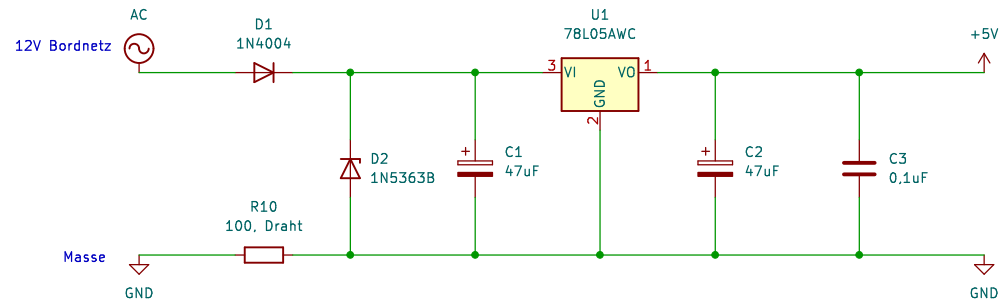 AC
12V Bordnetz
D1
1N4004
U1
78L05AWC
+5V
3
VI
VO
1
GND
2
D2
1N5363B
+
C1
47uF
+
C2
47uF
C3
0,1uF
R10
100, Draht
Masse
GND
GND